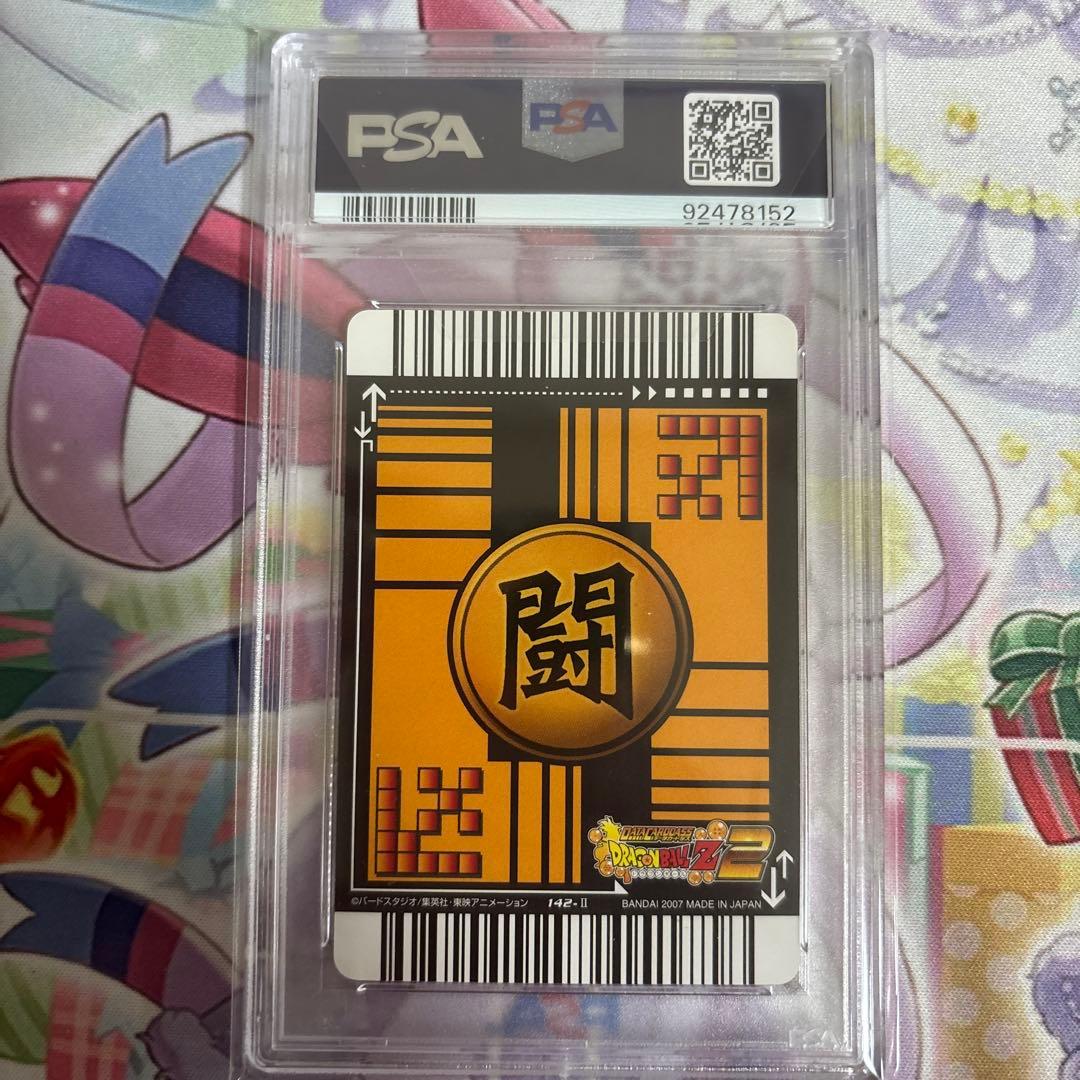 PSA
PSA
92478152
闘
DATA CARDDASS
DRAGON BALL Z 2
©バードスタジオ/集英社・東映アニメーション 142-II BANDAI 2007 MADE IN JAPAN